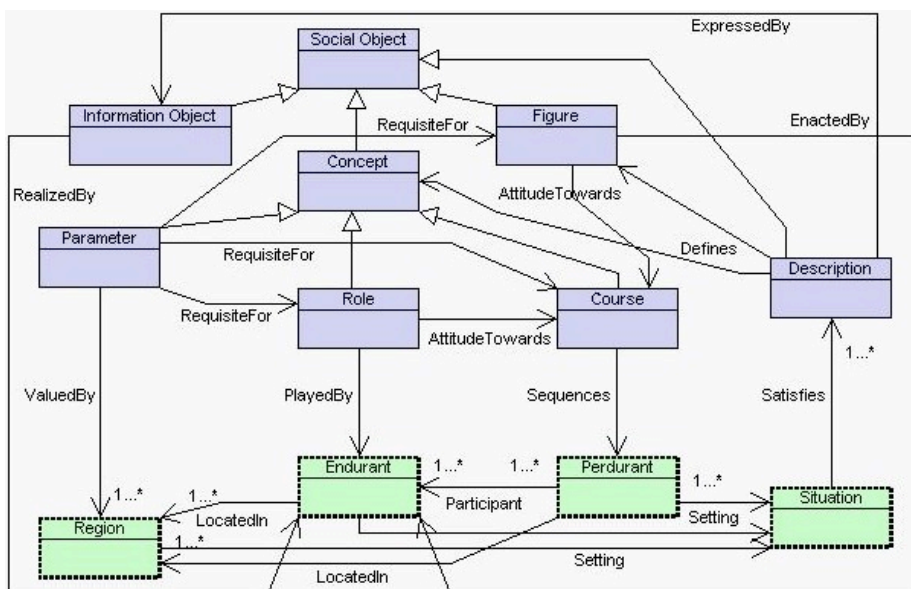 ExpressedBy
Social Object
Information Object
RequisiteFor
Figure
EnactedBy
Concept
RealizedBy
AttitudeTowards
Parameter
RequisiteFor
Defines
Description
Role
Course
RequisiteFor
AttitudeTowards
1...*
ValuedBy
PlayedBy
Sequences
Satisfies
Endurant
1...*
1...*
Perdurant
1...*
1...*
1...*
Situation
Participant
Region
LocatedIn
Setting
1...*
LocatedIn
Setting